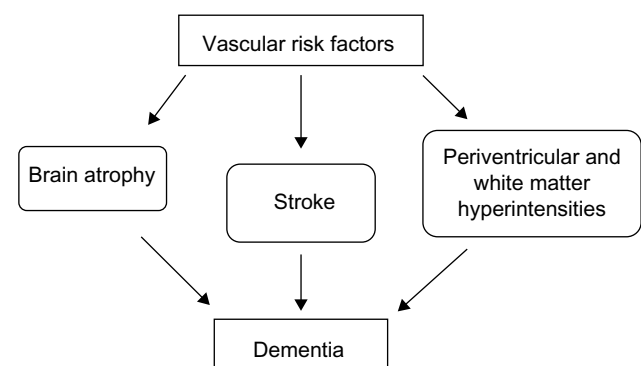 Vascular risk factors
Brain atrophy
Stroke
Periventricular and
white matter
hyperintensities
Dementia